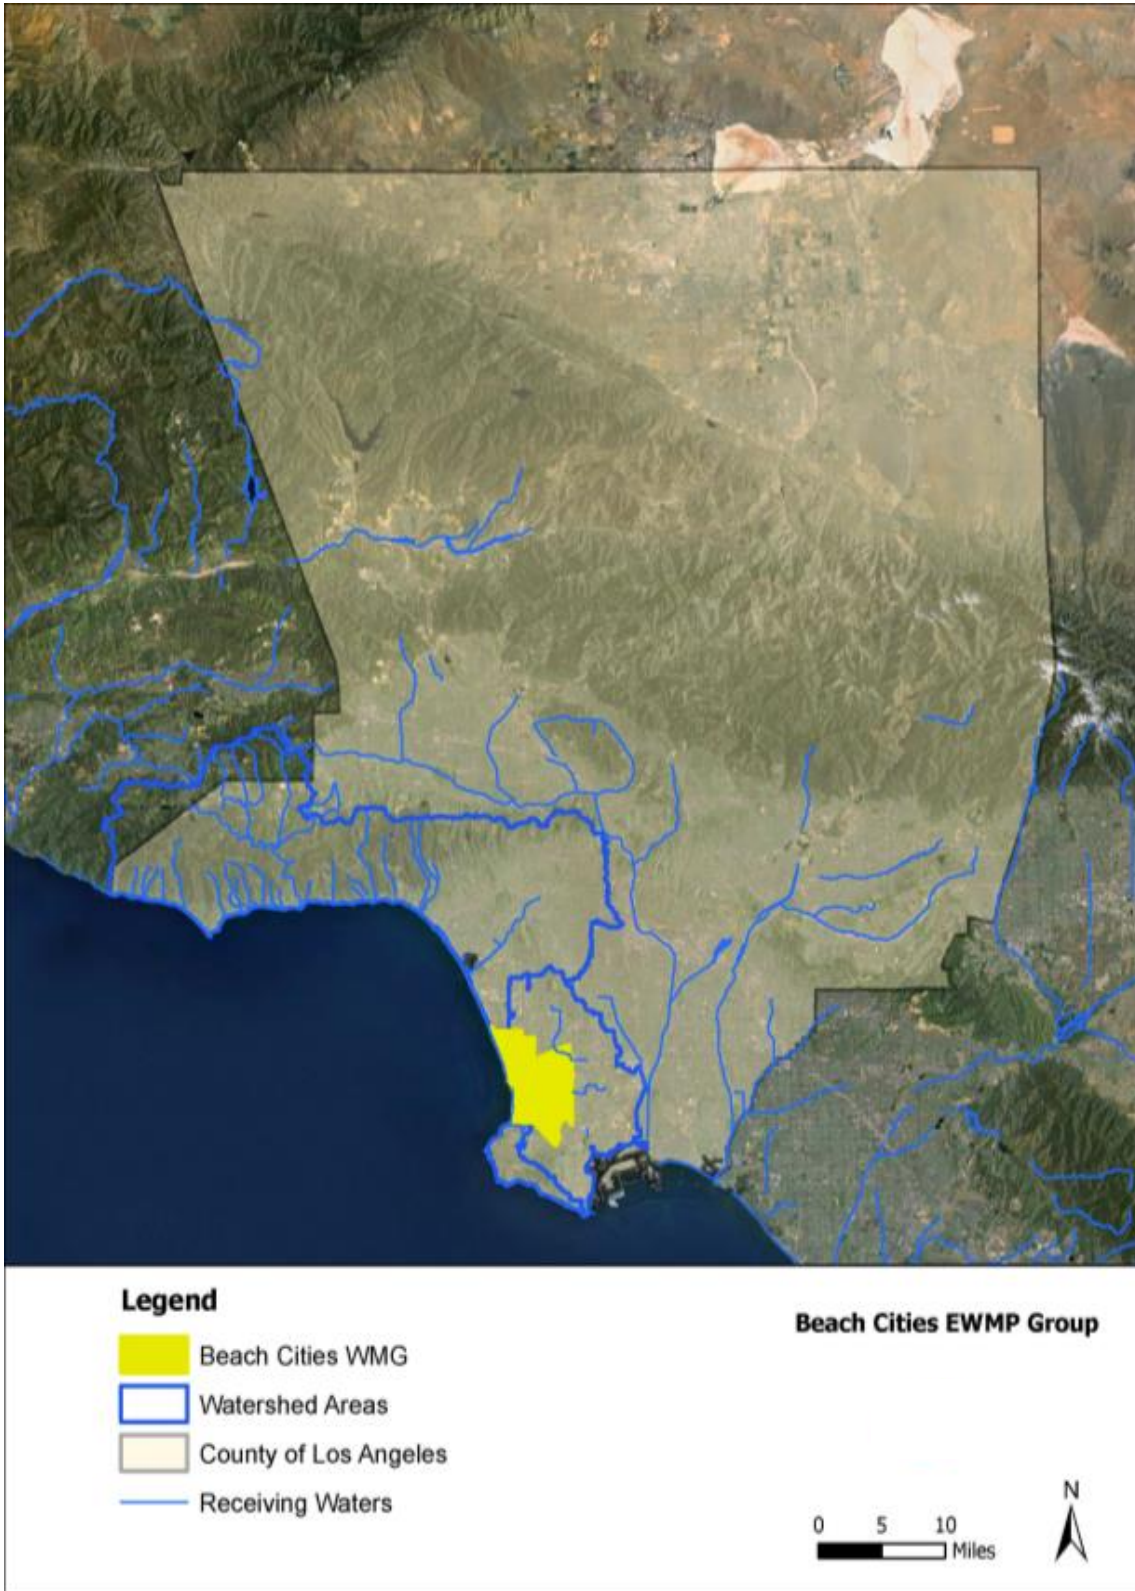 Legend
Beach Cities EWMP Group
Beach Cities WMG
Watershed Areas
County of Los Angeles
Receiving Waters
N
0 5 10
Miles